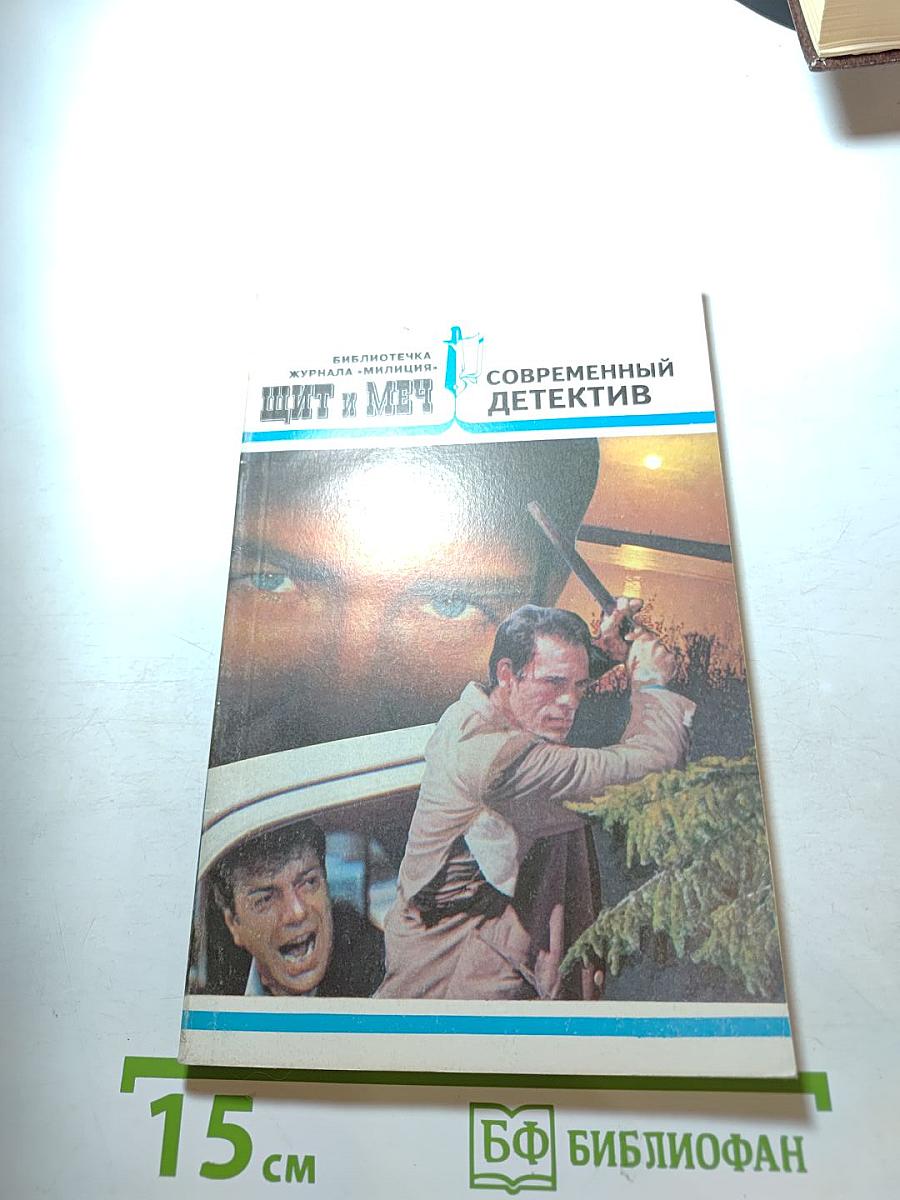 БИБЛИОТЕЧКА
ЖУРНАЛА «МИЛИЦИЯ»
ЩИТ и МЕЧ
СОВРЕМЕННЫЙ
ДЕТЕКТИВ
15 см
БФ БИБЛИОФАН